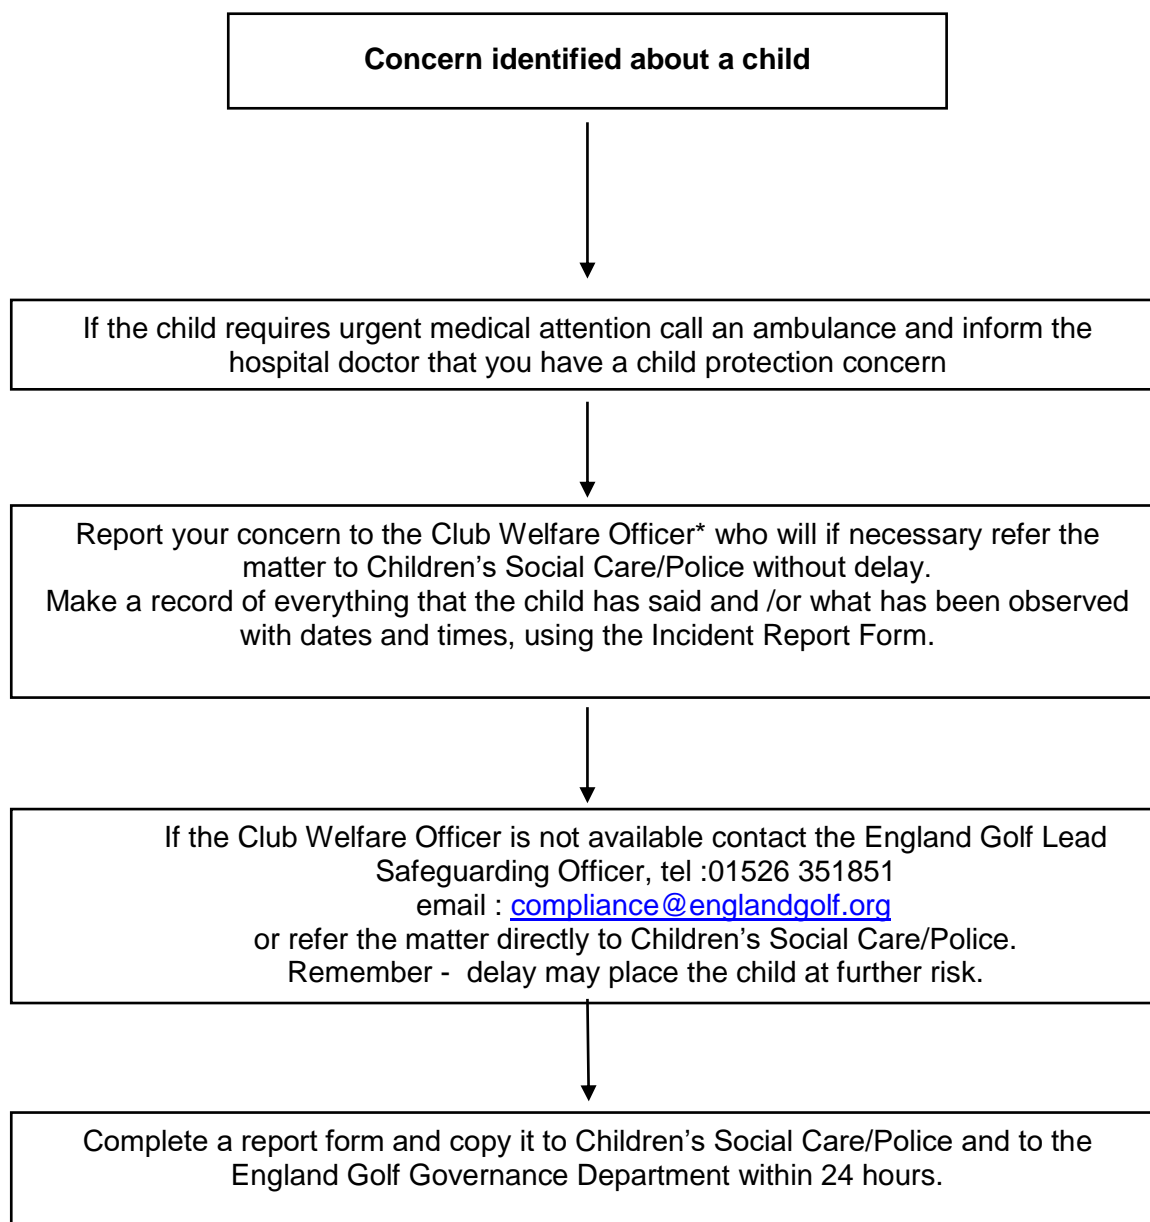 Concern identified about a child
If the child requires urgent medical attention call an ambulance and inform the
hospital doctor that you have a child protection concern
Report your concern to the Club Welfare Officer* who will if necessary refer the
matter to Children’s Social Care/Police without delay.
Make a record of everything that the child has said and /or what has been observed
with dates and times, using the Incident Report Form.
If the Club Welfare Officer is not available contact the England Golf Lead
Safeguarding Officer, tel :01526 351851
email : compliance@englandgolf.org
or refer the matter directly to Children’s Social Care/Police.
Remember -  delay may place the child at further risk.
Complete a report form and copy it to Children’s Social Care/Police and to the
England Golf Governance Department within 24 hours.